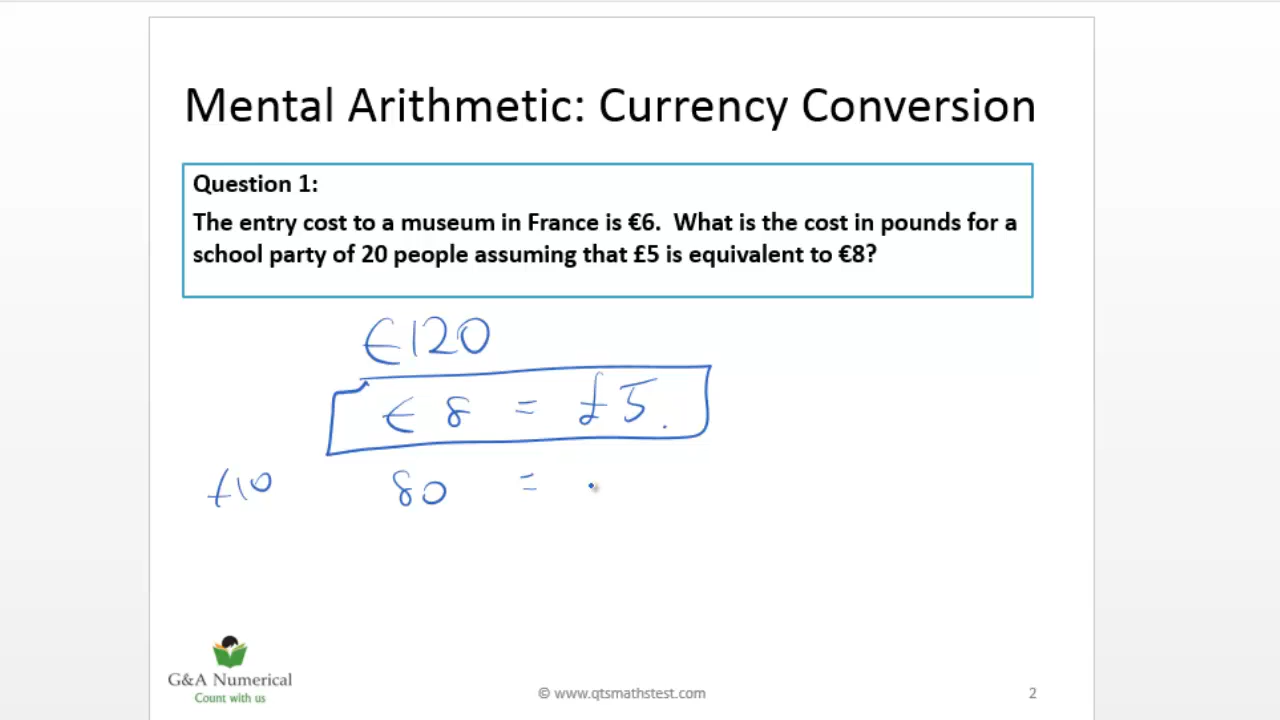 Mental Arithmetic: Currency Conversion
Question 1:
The entry cost to a museum in France is €6. What is the cost in pounds for a
school party of 20 people assuming that £5 is equivalent to €8?
€120
€ 8 = £5.
£10 80 =
G&A Numerical
Count with us
© www.qtsmathstest.com
2